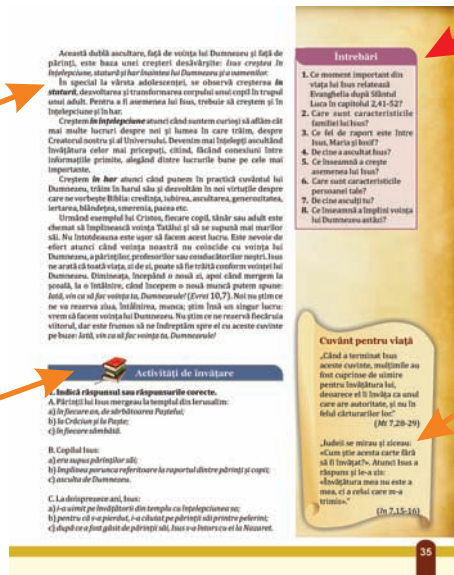 Această dublă ascultare, față de voința lui Dumnezeu și față de
părinți, este baza unei creșteri desăvârșite: Isus creștea în
înțelepciune, statură și har înaintea lui Dumnezeu și a oamenilor.
În special la vârsta adolescenței, se observă creșterea în
statură, dezvoltarea și transformarea corpului unui copil în trupul
unui adult. Pentru a fi asemenea lui Isus, trebuie să creștem și în
înțelepciune și în har.
Creștem în înțelepciune atunci când suntem curioși să aflăm cât
mai multe lucruri despre noi și lumea în care trăim, despre
Creatorul nostru și al Universului. Devenim mai înțelepți ascultând
învățătura celor mai pricepuți, citind, făcând conexiuni între
informațiile primite, alegând dintre lucrurile bune pe cele mai
importante.
Creștem în har atunci când punem în practică cuvântul lui
Dumnezeu, trăim în harul său și dezvoltăm în noi virtuțile despre
care ne vorbește Biblia: credința, iubirea, ascultarea, generozitatea,
iertarea, blândețea, smerenia, pacea etc.
Urmând exemplul lui Cristos, fiecare copil, tânăr sau adult este
chemat să împlinească voința Tatălui și să se supună mai marilor
săi. Nu întotdeauna este ușor să facem acest lucru. Este nevoie de
efort atunci când voința noastră nu coincide cu voința lui
Dumnezeu, a părinților, profesorilor sau conducătorilor noștri. Isus
ne arată că toată viața, zi de zi, poate să fie trăită conform voinței lui
Dumnezeu. Dimineața, începând o nouă zi, apoi când mergem la
școală, la o întâlnire, când începem o nouă muncă putem spune:
Iată, vin ca să fac voința ta, Dumnezeule! (Evrei 10,7). Noi nu știm ce
ne va rezerva ziua, întâlnirea, munca; știm însă un singur lucru:
vrem să facem voința lui Dumnezeu. Nu știm ce ne rezervă fiecăruia
viitorul, dar este frumos să ne îndreptăm spre el cu aceste cuvinte
pe buze: Iată, vin ca să fac voința ta, Dumnezeule!
Activități de învățare
1. Indică răspunsul sau răspunsurile corecte.
A. Părinții lui Isus mergeau la templul din Ierusalim:
a) în fiecare an, de sărbătoarea Paștelui;
b) la Crăciun și la Paște;
c) în fiecare sâmbătă.
B. Copilul Isus:
a) era supus părinților săi;
b) împlinea porunca referitoare la raportul dintre părinți și copii;
c) asculta de Dumnezeu.
C. La doisprezece ani, Isus:
a) i-a uimit pe învățătorii din templu cu înțelepciunea sa;
b) pentru că s-a pierdut, i-a căutat pe părinții săi printre pelerini;
c) după ce a fost găsit de părinții săi, Isus s-a întors cu ei la Nazaret.
Întrebări
1. Ce moment important din
viața lui Isus relatează
Evanghelia după Sfântul
Luca în capitolul 2,41-52?
2. Care sunt caracteristicile
familiei lui Isus?
3. Ce fel de raport este între
Isus, Maria și Iosif?
4. De cine a ascultat Isus?
5. Ce înseamnă a crește
asemenea lui Isus?
6. Care sunt caracteristicile
persoanei tale?
7. De cine asculți tu?
8. Ce înseamnă a împlini voința
lui Dumnezeu astăzi?
Cuvânt pentru viață
„Când a terminat Isus
aceste cuvinte, mulțimile au
fost cuprinse de uimire
pentru învățătura lui,
deoarece el îi învăța ca unul
care are autoritate, și nu în
felul cărturarilor lor.”
(Mt 7,28-29)
„Iudeii se mirau și ziceau:
«Cum știe acesta carte fără
să fi învățat?». Atunci Isus a
răspuns și le-a zis:
«Învățătura mea nu este a
mea, ci a celui care m-a
trimis».”
(In 7,15-16)
35